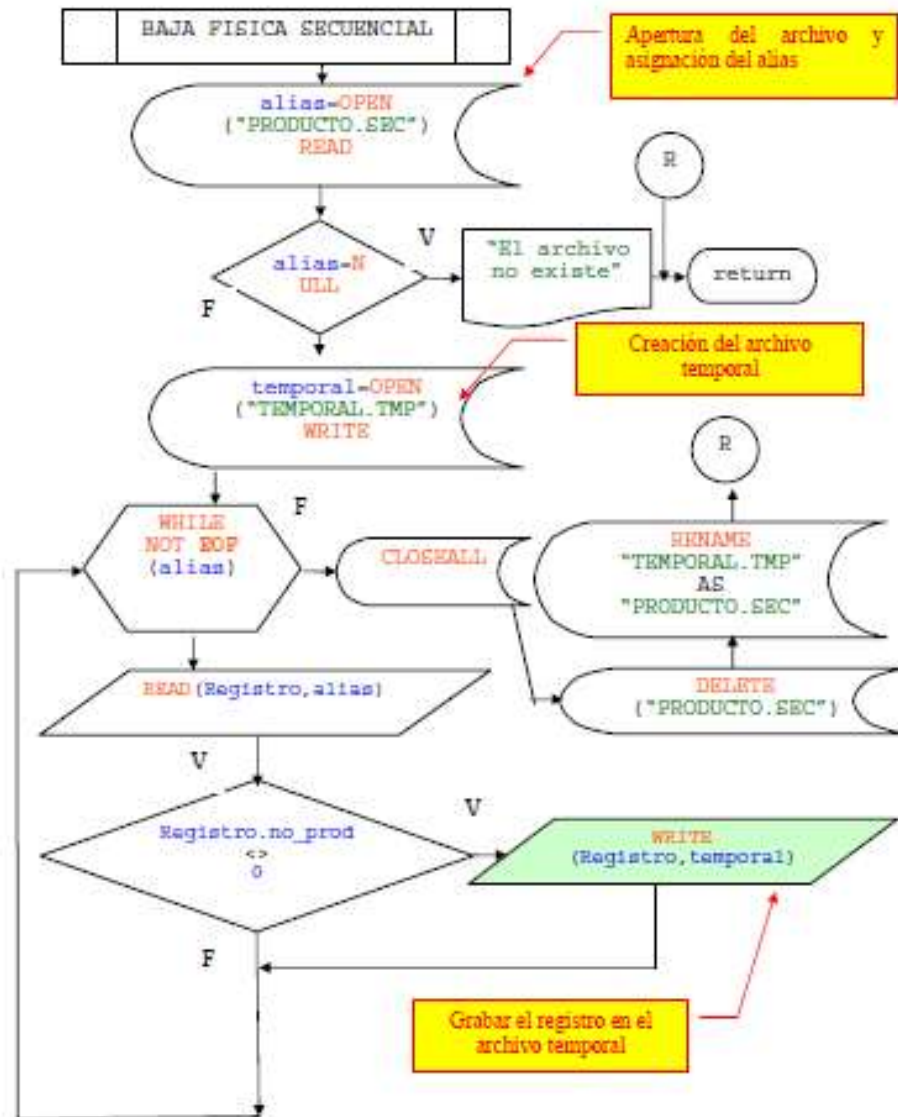 BAJA FISICA SECUENCIAL
Apertura del archivo y
asignación del alias
alias=OPEN
("PRODUCTO.SEC")
READ
R
alias=N
ULL
V
F
"El archivo
no existe"
return
Creación del archivo
temporal
temporal=OPEN
("TEMPORAL.TMP")
WRITE
R
WHILE
NOT EOF
(alias)
F
CLOSEALL
RENAME
"TEMPORAL.TMP"
AS
"PRODUCTO.SEC"
READ(Registro,alias)
DELETE
("PRODUCTO.SEC")
V
Registro.no_prod
<>
0
V
WRITE
(Registro,temporal)
F
Grabar el registro en el
archivo temporal